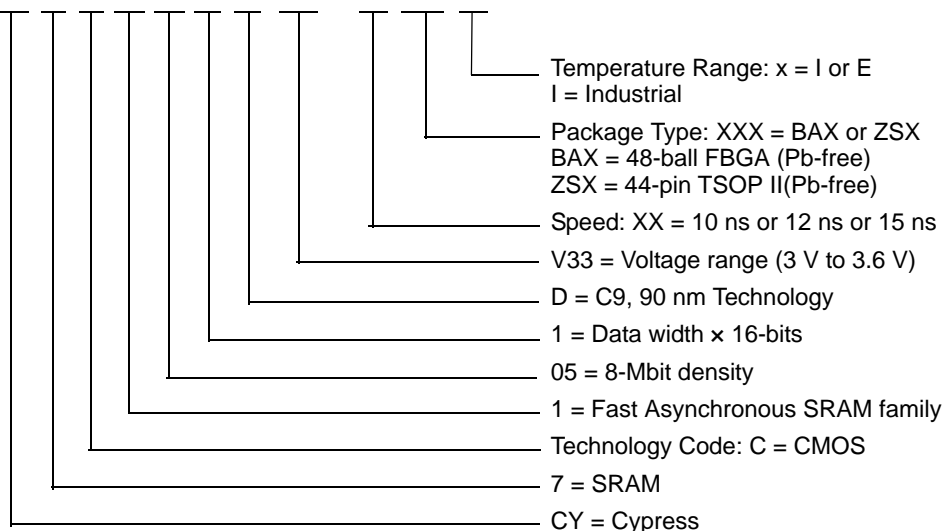 Temperature Range: x = I or E
I = Industrial
Package Type: XXX = BAX or ZSX
BAX = 48-ball FBGA (Pb-free)
ZSX = 44-pin TSOP II(Pb-free)
Speed: XX = 10 ns or 12 ns or 15 ns
V33 = Voltage range (3 V to 3.6 V)
D = C9, 90 nm Technology
1 = Data width × 16-bits
05 = 8-Mbit density
1 = Fast Asynchronous SRAM family
Technology Code: C = CMOS
7 = SRAM
CY = Cypress